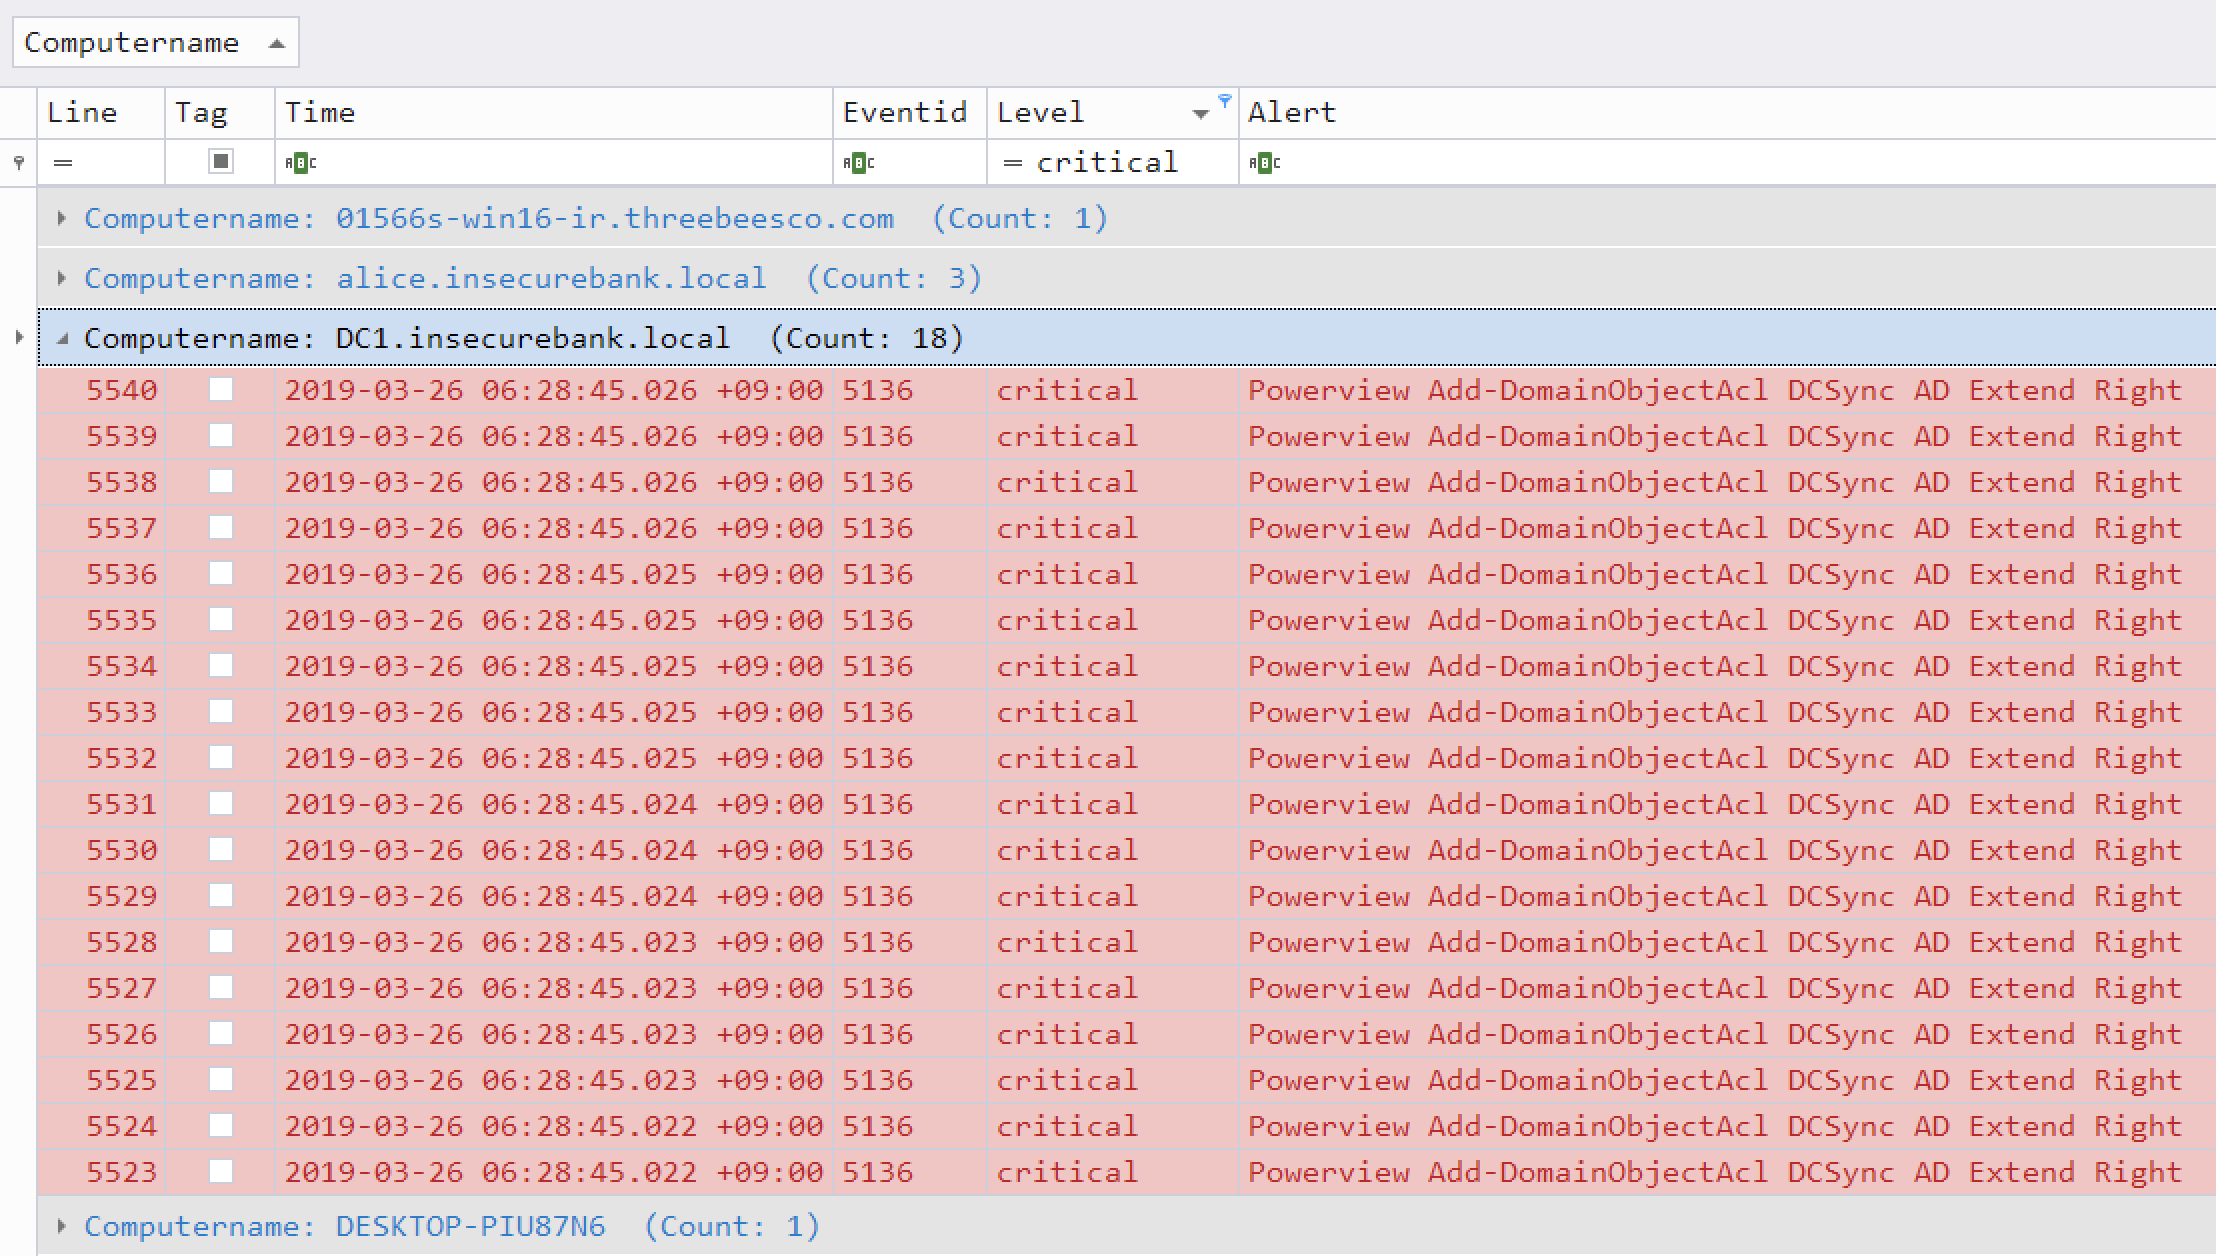 Computername
Line Tag Time Eventid Level Alert
= ABC ABC = critical ABC
Computername: 01566s-win16-ir.threebeesco.com (Count: 1)
Computername: alice.insecurebank.local (Count: 3)
Computername: DC1.insecurebank.local (Count: 18)
5540 2019-03-26 06:28:45.026 +09:00 5136 critical Powerview Add-DomainObjectAcl DCSync AD Extend Right
5539 2019-03-26 06:28:45.026 +09:00 5136 critical Powerview Add-DomainObjectAcl DCSync AD Extend Right
5538 2019-03-26 06:28:45.026 +09:00 5136 critical Powerview Add-DomainObjectAcl DCSync AD Extend Right
5537 2019-03-26 06:28:45.026 +09:00 5136 critical Powerview Add-DomainObjectAcl DCSync AD Extend Right
5536 2019-03-26 06:28:45.025 +09:00 5136 critical Powerview Add-DomainObjectAcl DCSync AD Extend Right
5535 2019-03-26 06:28:45.025 +09:00 5136 critical Powerview Add-DomainObjectAcl DCSync AD Extend Right
5534 2019-03-26 06:28:45.025 +09:00 5136 critical Powerview Add-DomainObjectAcl DCSync AD Extend Right
5533 2019-03-26 06:28:45.025 +09:00 5136 critical Powerview Add-DomainObjectAcl DCSync AD Extend Right
5532 2019-03-26 06:28:45.025 +09:00 5136 critical Powerview Add-DomainObjectAcl DCSync AD Extend Right
5531 2019-03-26 06:28:45.024 +09:00 5136 critical Powerview Add-DomainObjectAcl DCSync AD Extend Right
5530 2019-03-26 06:28:45.024 +09:00 5136 critical Powerview Add-DomainObjectAcl DCSync AD Extend Right
5529 2019-03-26 06:28:45.024 +09:00 5136 critical Powerview Add-DomainObjectAcl DCSync AD Extend Right
5528 2019-03-26 06:28:45.023 +09:00 5136 critical Powerview Add-DomainObjectAcl DCSync AD Extend Right
5527 2019-03-26 06:28:45.023 +09:00 5136 critical Powerview Add-DomainObjectAcl DCSync AD Extend Right
5526 2019-03-26 06:28:45.023 +09:00 5136 critical Powerview Add-DomainObjectAcl DCSync AD Extend Right
5525 2019-03-26 06:28:45.023 +09:00 5136 critical Powerview Add-DomainObjectAcl DCSync AD Extend Right
5524 2019-03-26 06:28:45.022 +09:00 5136 critical Powerview Add-DomainObjectAcl DCSync AD Extend Right
5523 2019-03-26 06:28:45.022 +09:00 5136 critical Powerview Add-DomainObjectAcl DCSync AD Extend Right
Computername: DESKTOP-PIU87N6 (Count: 1)